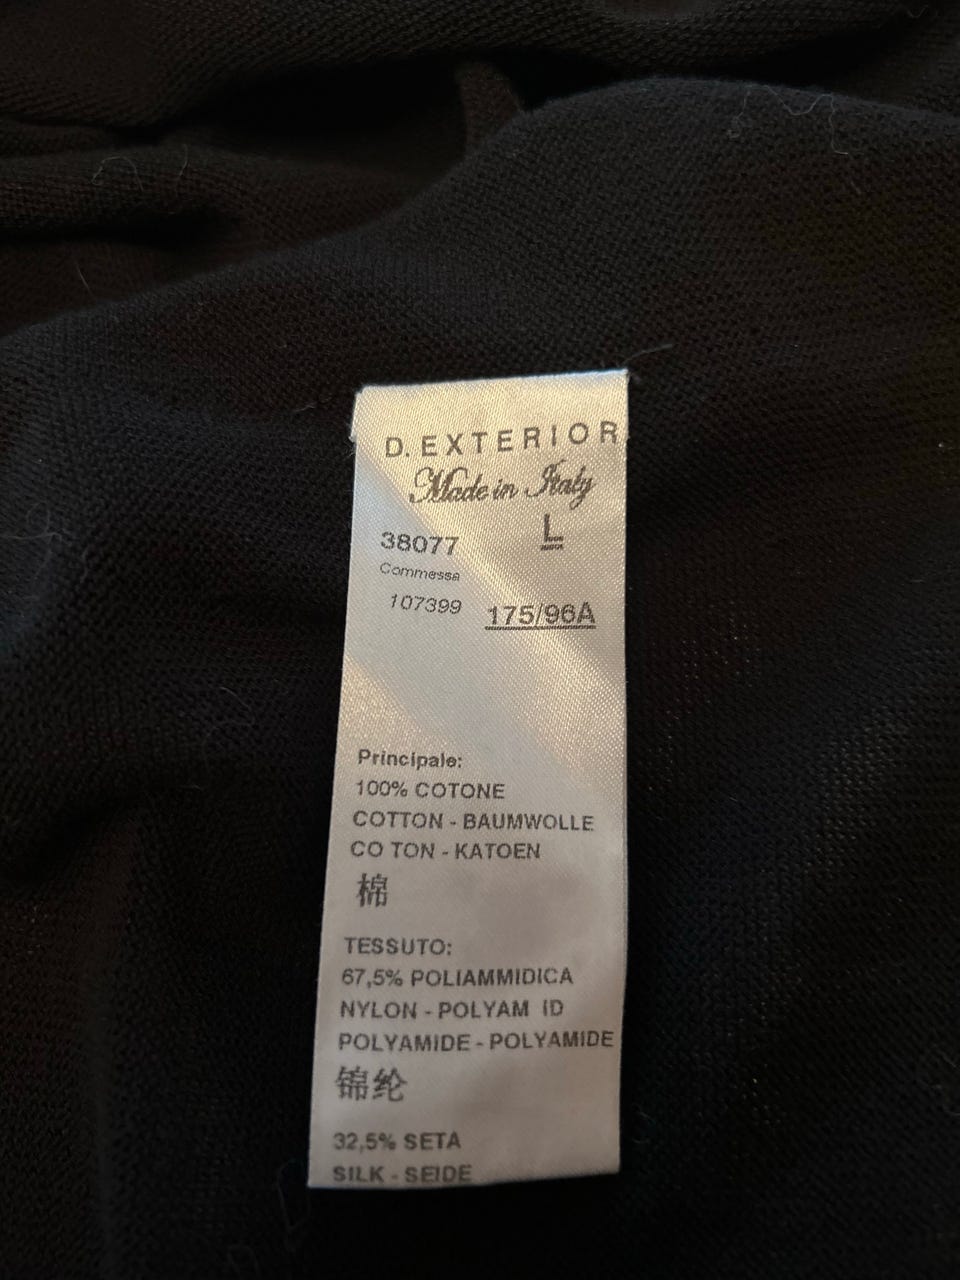 D. EXTERIOR
Made in Italy
L
38077
Commessa
107399 175/96A
Principale:
100% COTONE
COTTON - BAUMWOLLE
CO TON - KATOEN
棉
TESSUTO:
67,5% POLIAMMIDICA
NYLON - POLYAM ID
POLYAMIDE - POLYAMIDE
锦纶
32,5% SETA
SILK - SEIDE